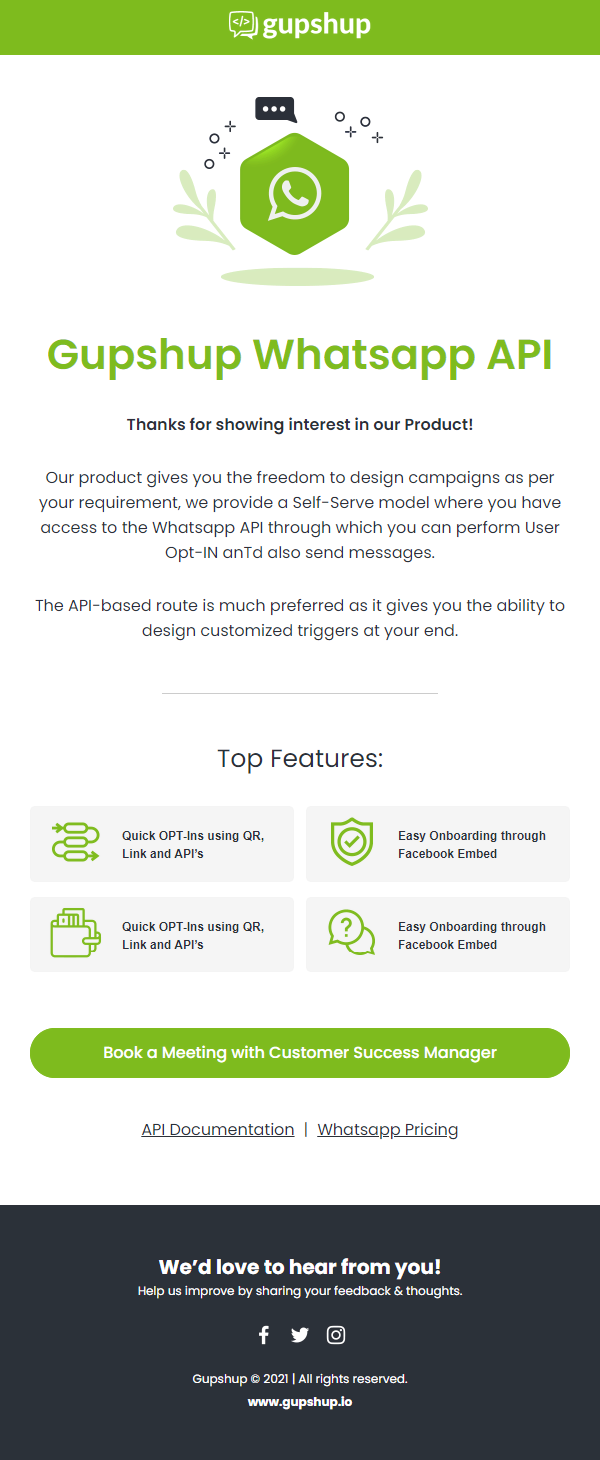 gupshup
Gupshup Whatsapp API
Thanks for showing interest in our Product!
Our product gives you the freedom to design campaigns as per
your requirement, we provide a Self-Serve model where you have
access to the Whatsapp API through which you can perform User
Opt-IN anTd also send messages.
The API-based route is much preferred as it gives you the ability to
design customized triggers at your end.
Top Features:
Quick OPT-Ins using QR,
Link and API's
Easy Onboarding through
Facebook Embed
Quick OPT-Ins using QR,
Link and API's
Easy Onboarding through
Facebook Embed
Book a Meeting with Customer Success Manager
API Documentation | Whatsapp Pricing
We’d love to hear from you!
Help us improve by sharing your feedback & thoughts.
Gupshup © 2021 | All rights reserved.
www.gupshup.io